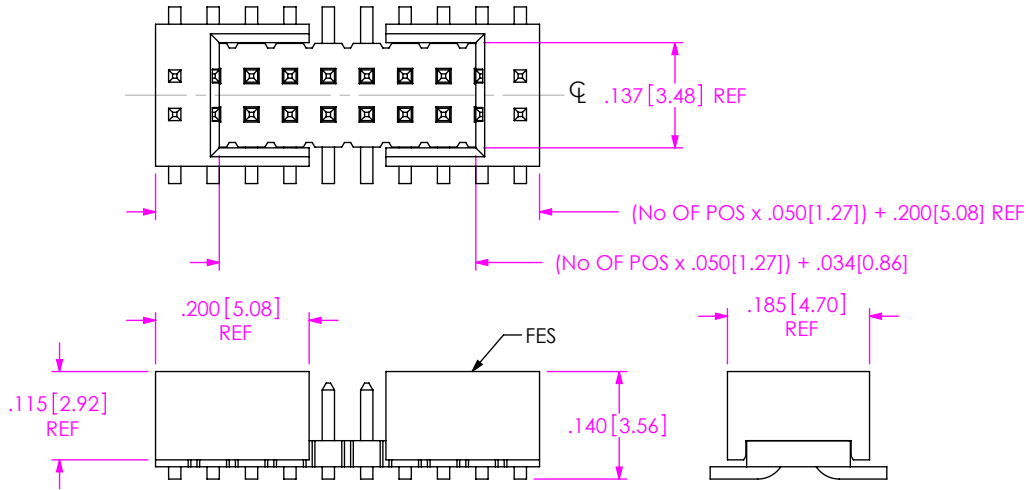 ℄ .137[3.48] REF
(No OF POS x .050[1.27]) + .200[5.08] REF
(No OF POS x .050[1.27]) + .034[0.86]
.200[5.08]
REF
FES
.185[4.70]
REF
.115[2.92]
REF
.140[3.56]